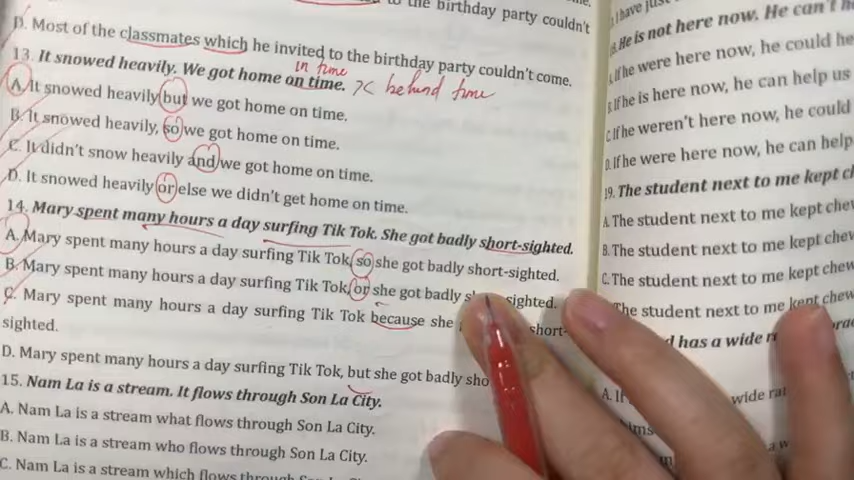 to the birthday party couldn't
D. Most of the classmates which he invited to the birthday party couldn't come.
in time
13. It snowed heavily. We got home on time. >< behind time
A. It snowed heavily but we got home on time.
B. It snowed heavily, so we got home on time.
C. It didn't snow heavily and we got home on time.
D. It snowed heavily or else we didn't get home on time.
14. Mary spent many hours a day surfing Tik Tok. She got badly short-sighted.
A. Mary spent many hours a day surfing Tik Tok, so she got badly short-sighted.
B. Mary spent many hours a day surfing Tik Tok, or she got badly sighted.
C. Mary spent many hours a day surfing Tik Tok because she short-
sighted.
D. Mary spent many hours a day surfing Tik Tok, but she got badly
15. Nam La is a stream. It flows through Son La City.
A. Nam La is a stream what flows through Son La City.
B. Nam La is a stream who flows through Son La City.
C. Nam La is a stream which flows through Son La
I have just
He is not here now. He can't
If he were here now, he could
If he is here now, he can help us
C. If he weren't here now, he could
D. If he were here now, he can help
19. The student next to me kept
A. The student next to me kept
B. The student next to me kept
C. The student next to me kept
The student next to me kept
has a wide
A. wide